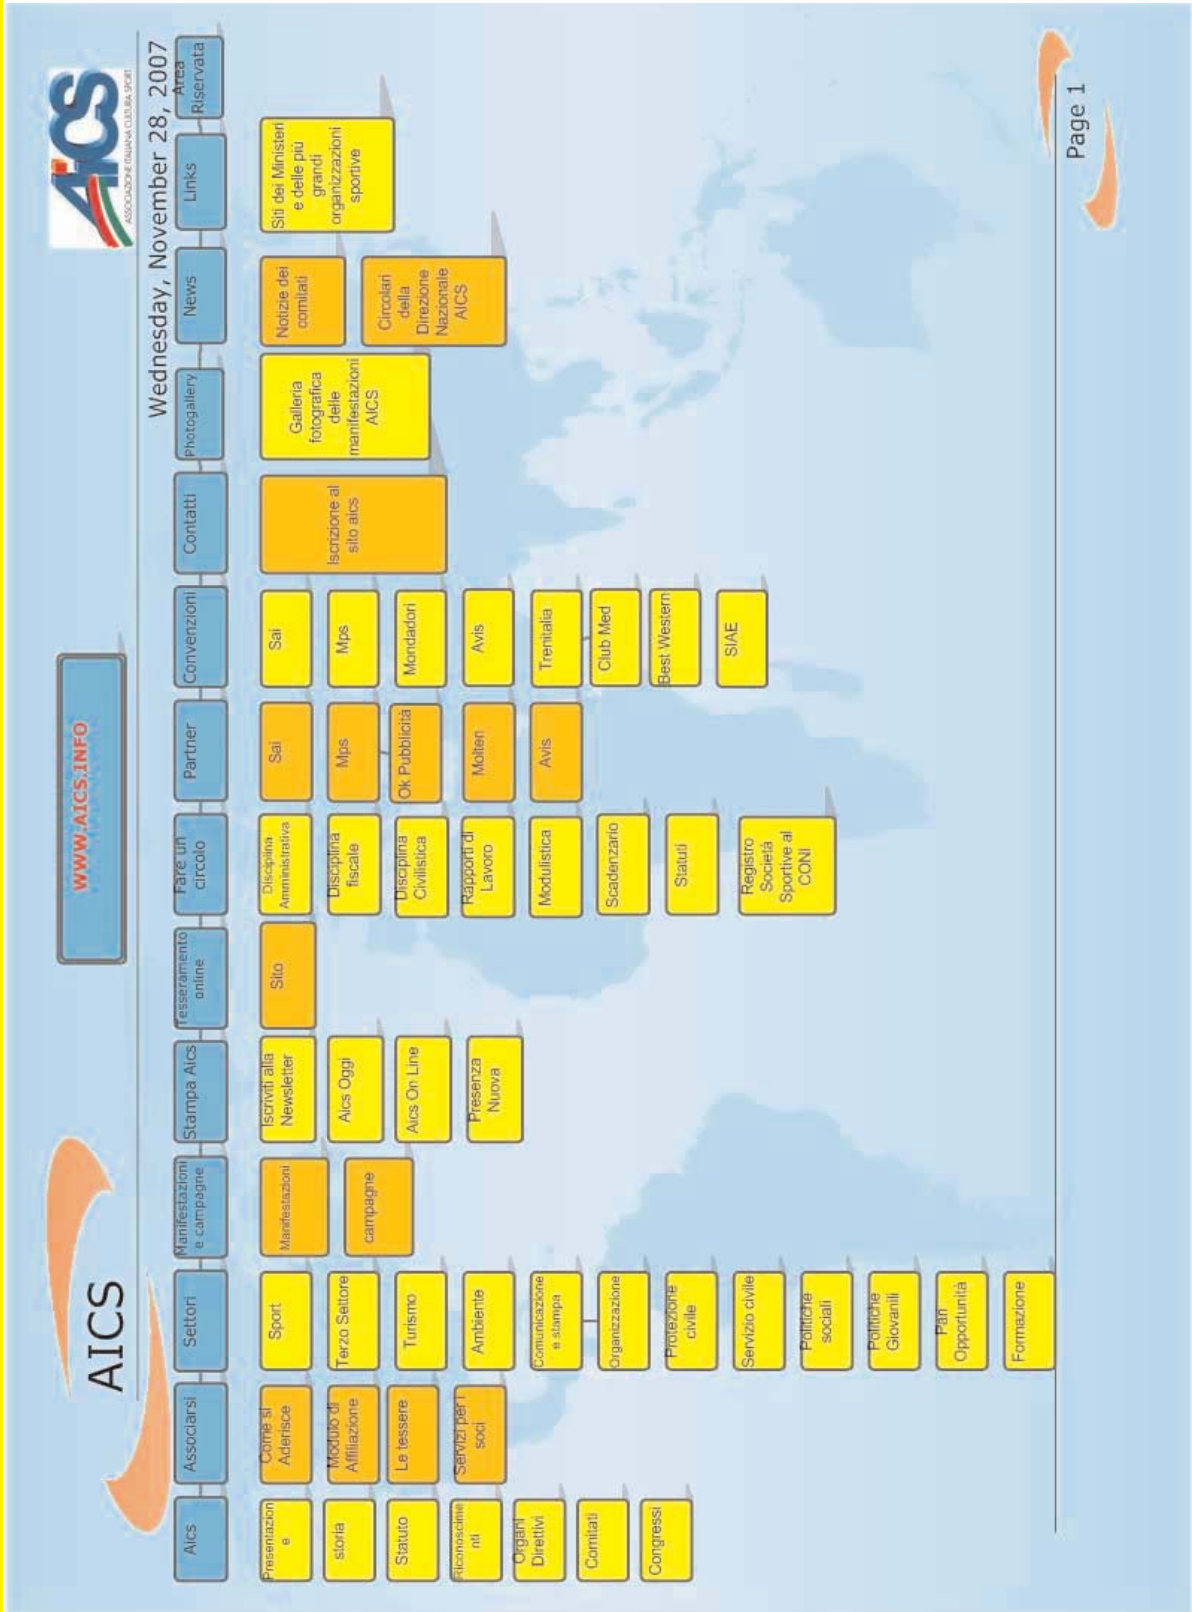 AICS
WWW.AICS.INFO
AiCS
ASSOCIAZIONE ITALIANA CULTURA SPORT
Wednesday, November 28, 2007
Aics
Associarsi
Settori
Manifestazioni
e campagne
Stampa Aics
Tesseramento
online
Fare un
circolo
Partner
Convenzioni
Contatti
Photogallery
News
Links
Area
Riservata
Presentazion
e
storia
Statuto
Riconoscime
nti
Organi
Direttivi
Comitati
Congressi
Come si
Aderisce
Modulo di
Affiliazione
Le tessere
Servizi per i
soci
Sport
Terzo Settore
Turismo
Ambiente
Comunicazione
e stampa
Organizzazione
Protezione
civile
Servizio civile
Politiche
sociali
Politiche
Giovanili
Pari
Opportunità
Formazione
Manifestazioni
campagne
Iscriviti alla
Newsletter
Aics Oggi
Aics On Line
Presenza
Nuova
Sito
Disciplina
Amministrativa
Disciplina
fiscale
Disciplina
Civilistica
Rapporti di
Lavoro
Modulistica
Scadenzario
Statuti
Registro
Società
Sportive al
CONI
Sai
Mps
Ok Pubblicità
Molten
Avis
Sai
Mps
Mondadori
Avis
Trenitalia
Club Med
Best Western
SIAE
Iscrizione al
sito aics
Galleria
fotografica
delle
manifestazioni
AICS
Notizie dei
comitati
Circolari
della
Direzione
Nazionale
AICS
Siti dei Ministeri
e delle più
grandi
organizzazioni
sportive
Page 1